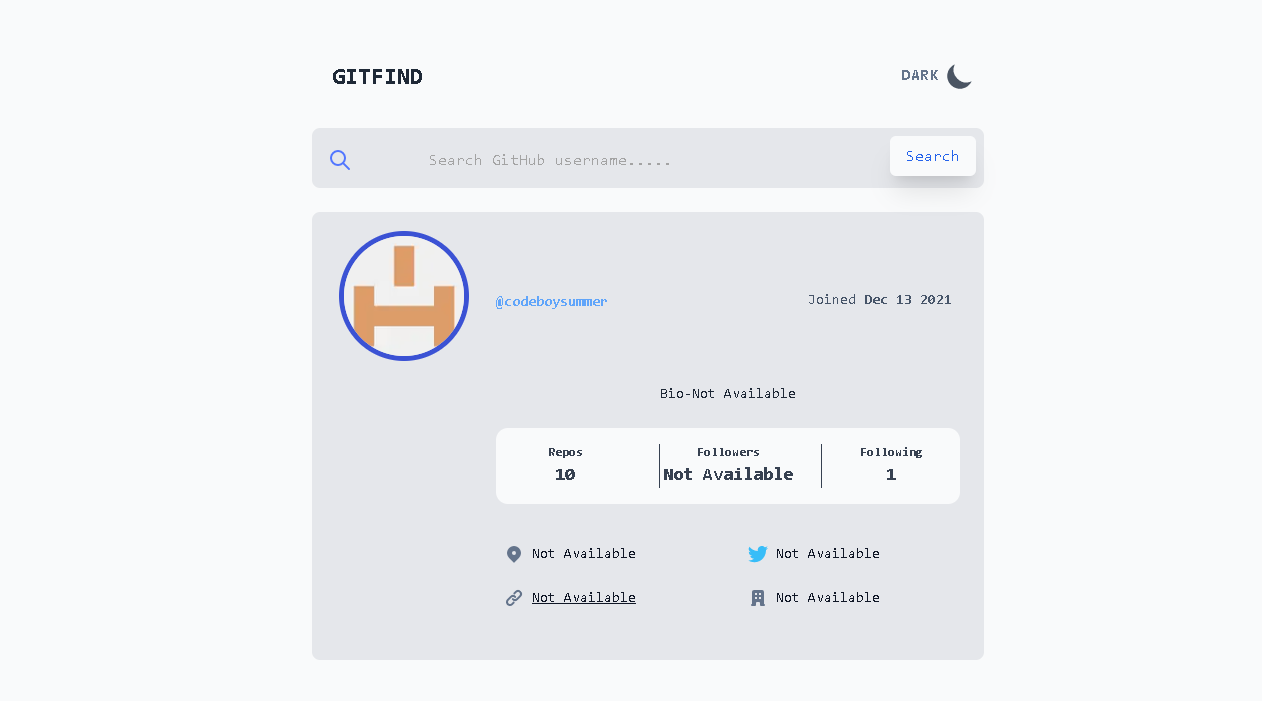 GITFIND
DARK
Search GitHub username.....
Search
@codeboysummer
Joined Dec 13 2021
Bio-Not Available
Repos
10
Followers
Not Available
Following
1
Not Available
Not Available
Not Available
Not Available